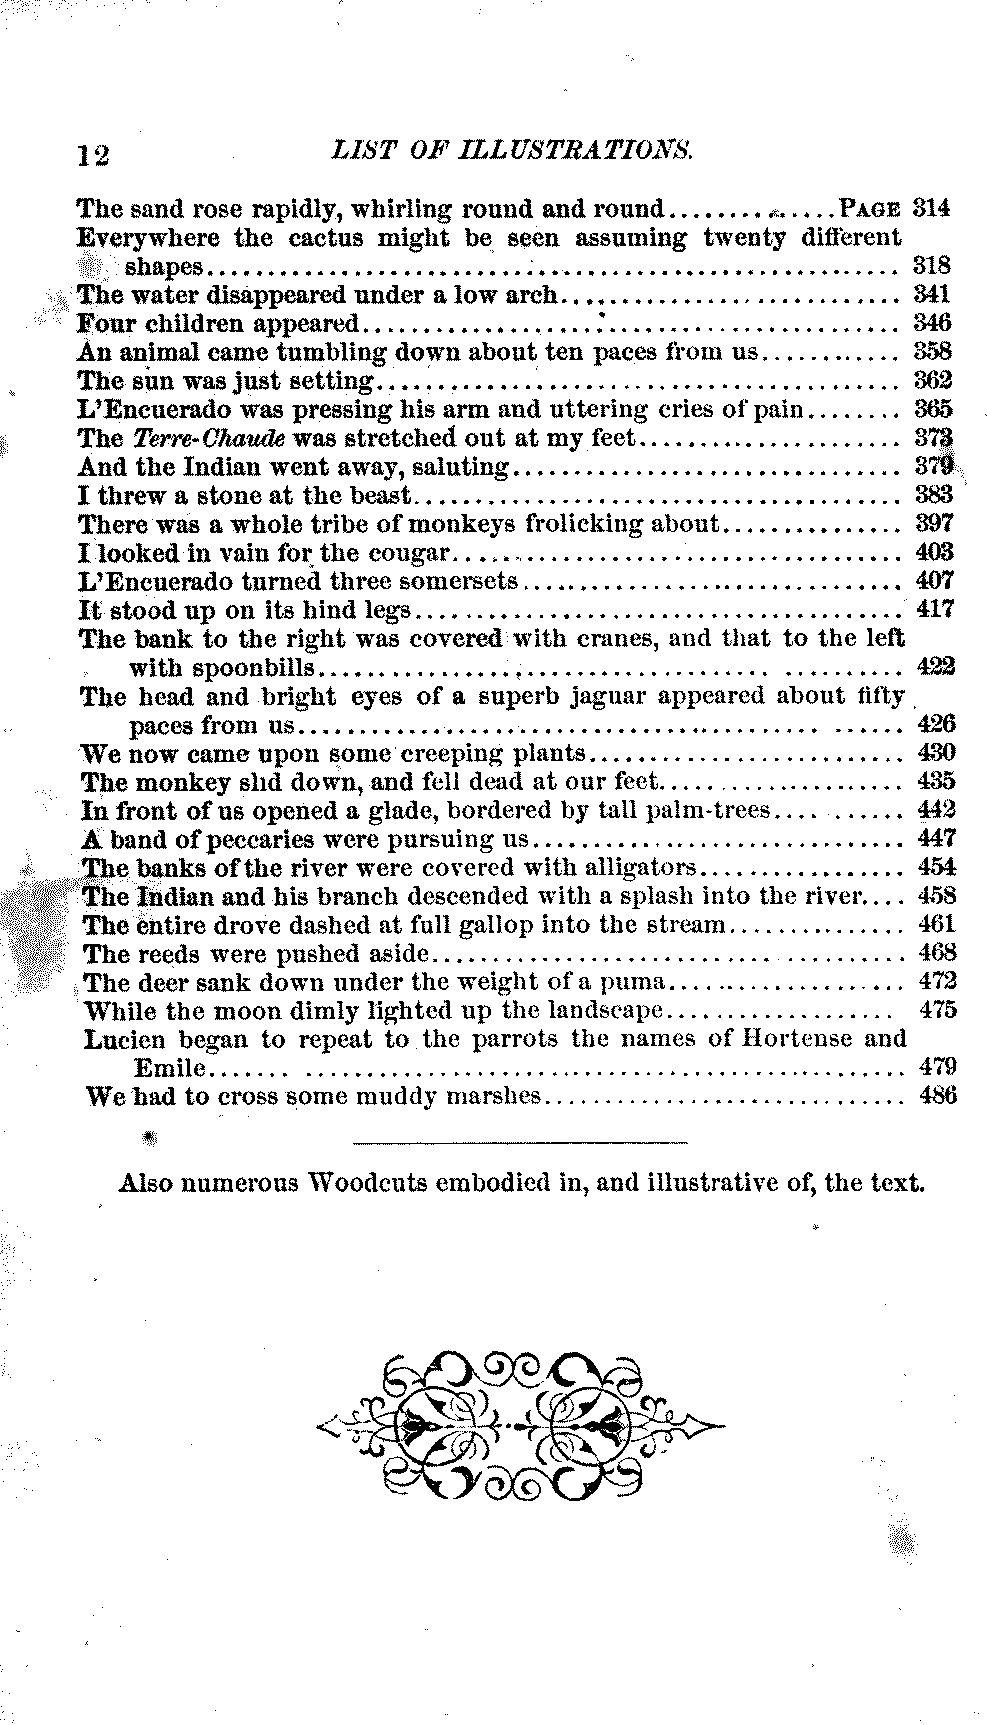 12 LIST OF ILLUSTRATIONS.
The sand rose rapidly, whirling round and round.............. PAGE 314
Everywhere the cactus might be seen assuming twenty different
shapes.......................................................... 318
The water disappeared under a low arch............................. 341
Four children appeared............................................. 346
An animal came tumbling down about ten paces from us............ 358
The sun was just setting............................................ 362
L'Encuerado was pressing his arm and uttering cries of pain........ 365
The Terre-Chaude was stretched out at my feet...................... 373
And the Indian went away, saluting................................. 379
I threw a stone at the beast......................................... 383
There was a whole tribe of monkeys frolicking about............... 397
I looked in vain for the cougar...................................... 403
L'Encuerado turned three somersets................................ 407
It stood up on its hind legs......................................... 417
The bank to the right was covered with cranes, and that to the left
with spoonbills................................................. 422
The head and bright eyes of a superb jaguar appeared about fifty
paces from us.................................................. 426
We now came upon some creeping plants.......................... 430
The monkey slid down, and fell dead at our feet.................... 435
In front of us opened a glade, bordered by tall palm-trees.......... 442
A band of peccaries were pursuing us............................... 447
The banks of the river were covered with alligators................. 454
The Indian and his branch descended with a splash into the river.... 458
The entire drove dashed at full gallop into the stream............... 461
The reeds were pushed aside........................................ 468
The deer sank down under the weight of a puma.................... 472
While the moon dimly lighted up the landscape................... 475
Lucien began to repeat to the parrots the names of Hortense and
Emile.......................................................... 479
We had to cross some muddy marshes.............................. 486
Also numerous Woodcuts embodied in, and illustrative of, the text.